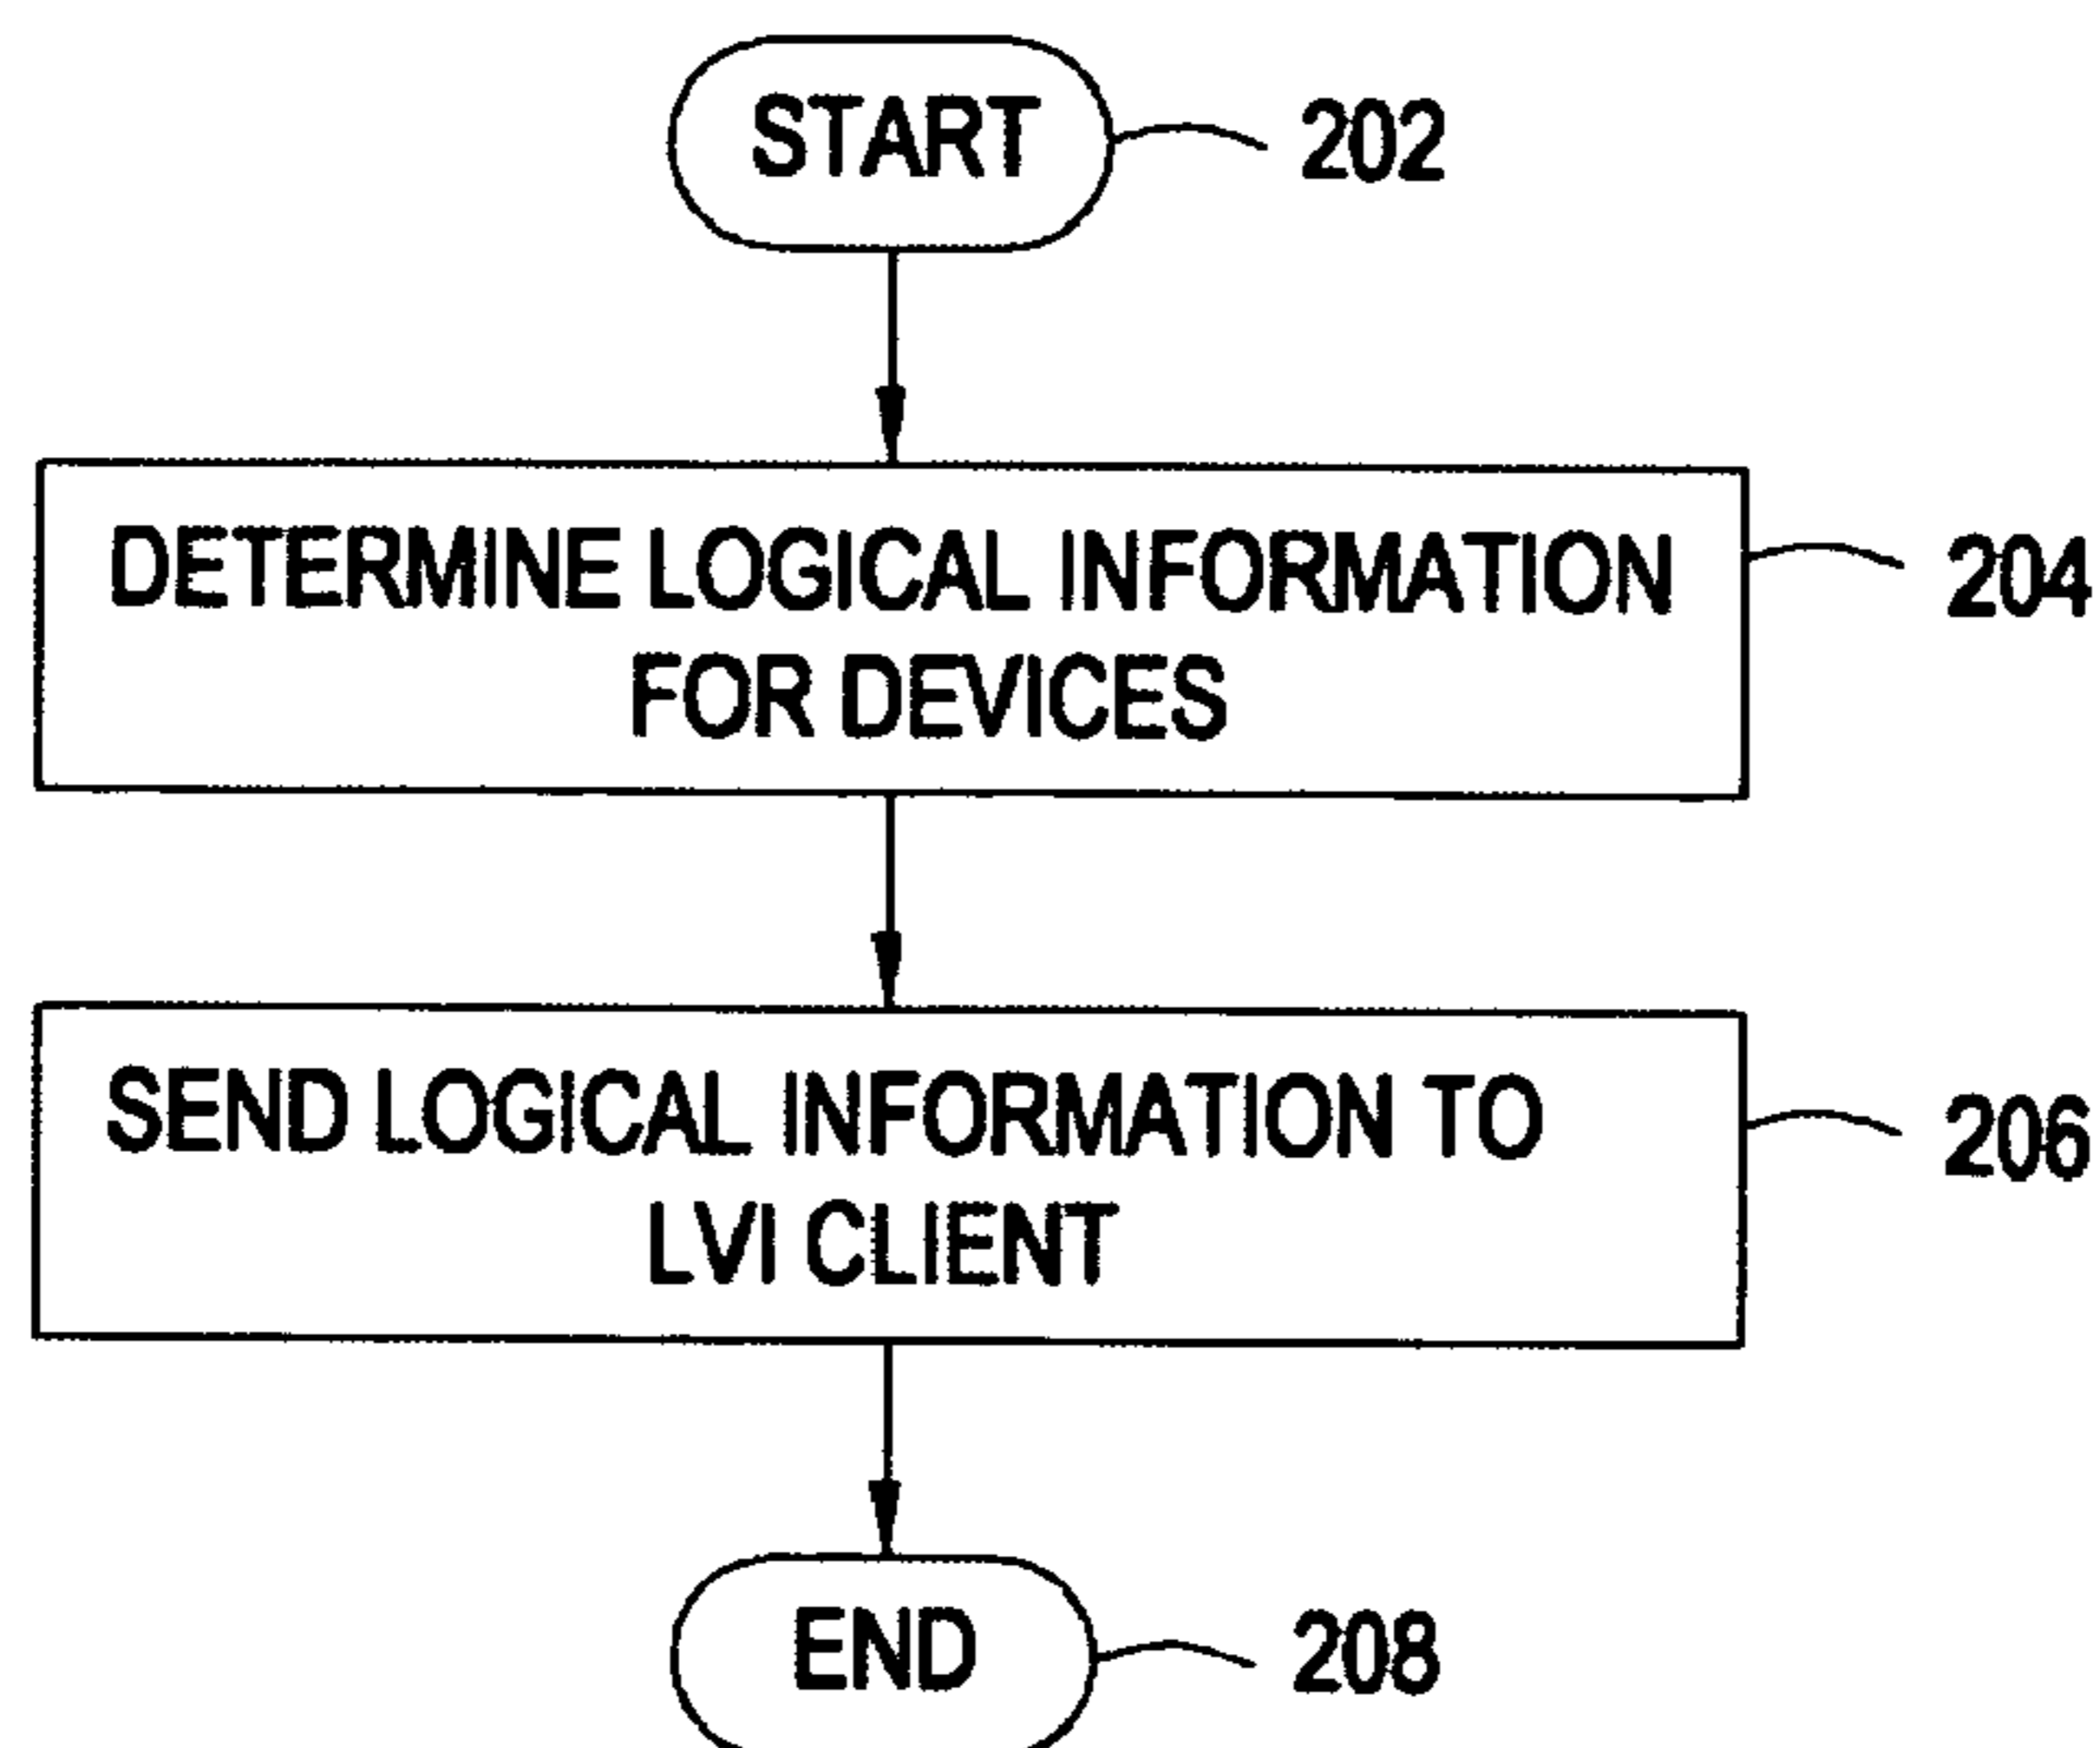 START 202
DETERMINE LOGICAL INFORMATION 204
FOR DEVICES
SEND LOGICAL INFORMATION TO 206
LVI CLIENT
END 208